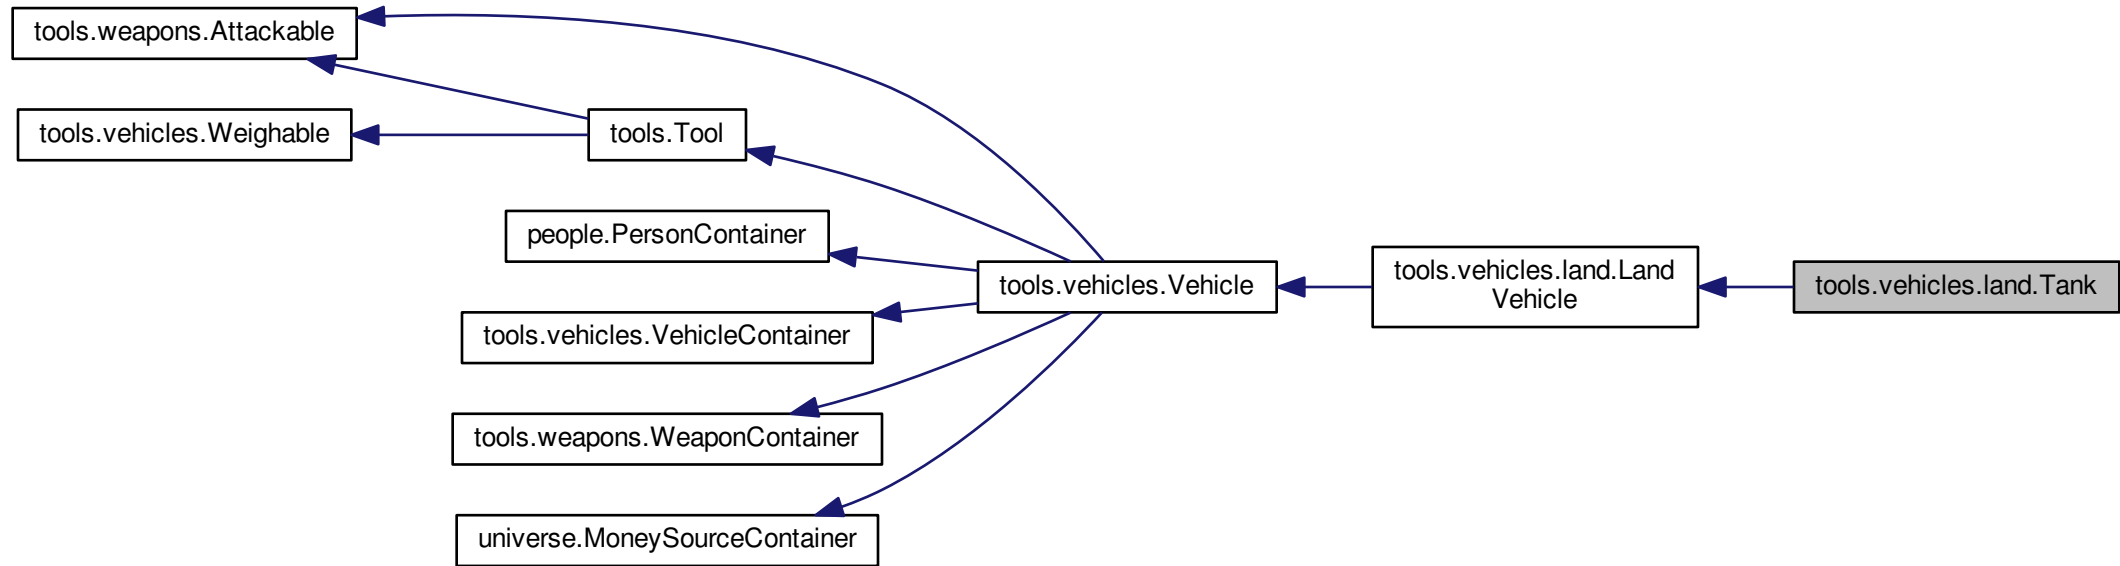 tools.weapons.Attackable
tools.vehicles.Weighable
tools.Tool
people.PersonContainer
tools.vehicles.VehicleContainer
tools.weapons.WeaponContainer
universe.MoneySourceContainer
tools.vehicles.Vehicle
tools.vehicles.land.Land
Vehicle
tools.vehicles.land.Tank